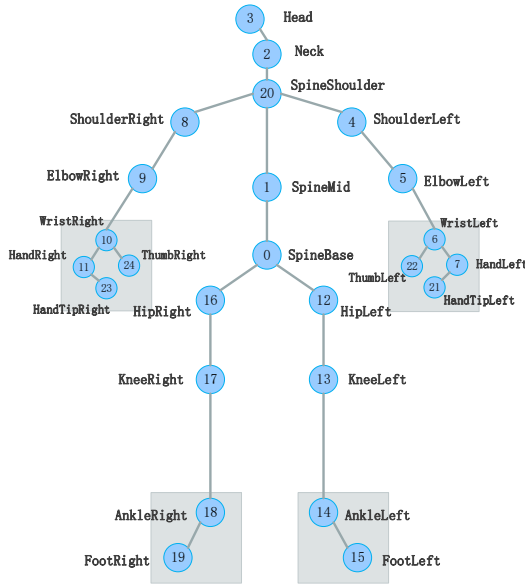 3 Head
2 Neck
20 SpineShoulder
ShoulderRight 8 4 ShoulderLeft
ElbowRight 9 5 ElbowLeft
1 SpineMid
WristRight WristLeft
10 6
HandRight 11 24 ThumbRight
0 SpineBase
ThumbLeft 22 7 HandLeft
23 21
HandTipRight HandTipLeft
16 12
HipRight HipLeft
KneeRight 17 13 KneeLeft
AnkleRight 18 14 AnkleLeft
FootRight 19 15 FootLeft